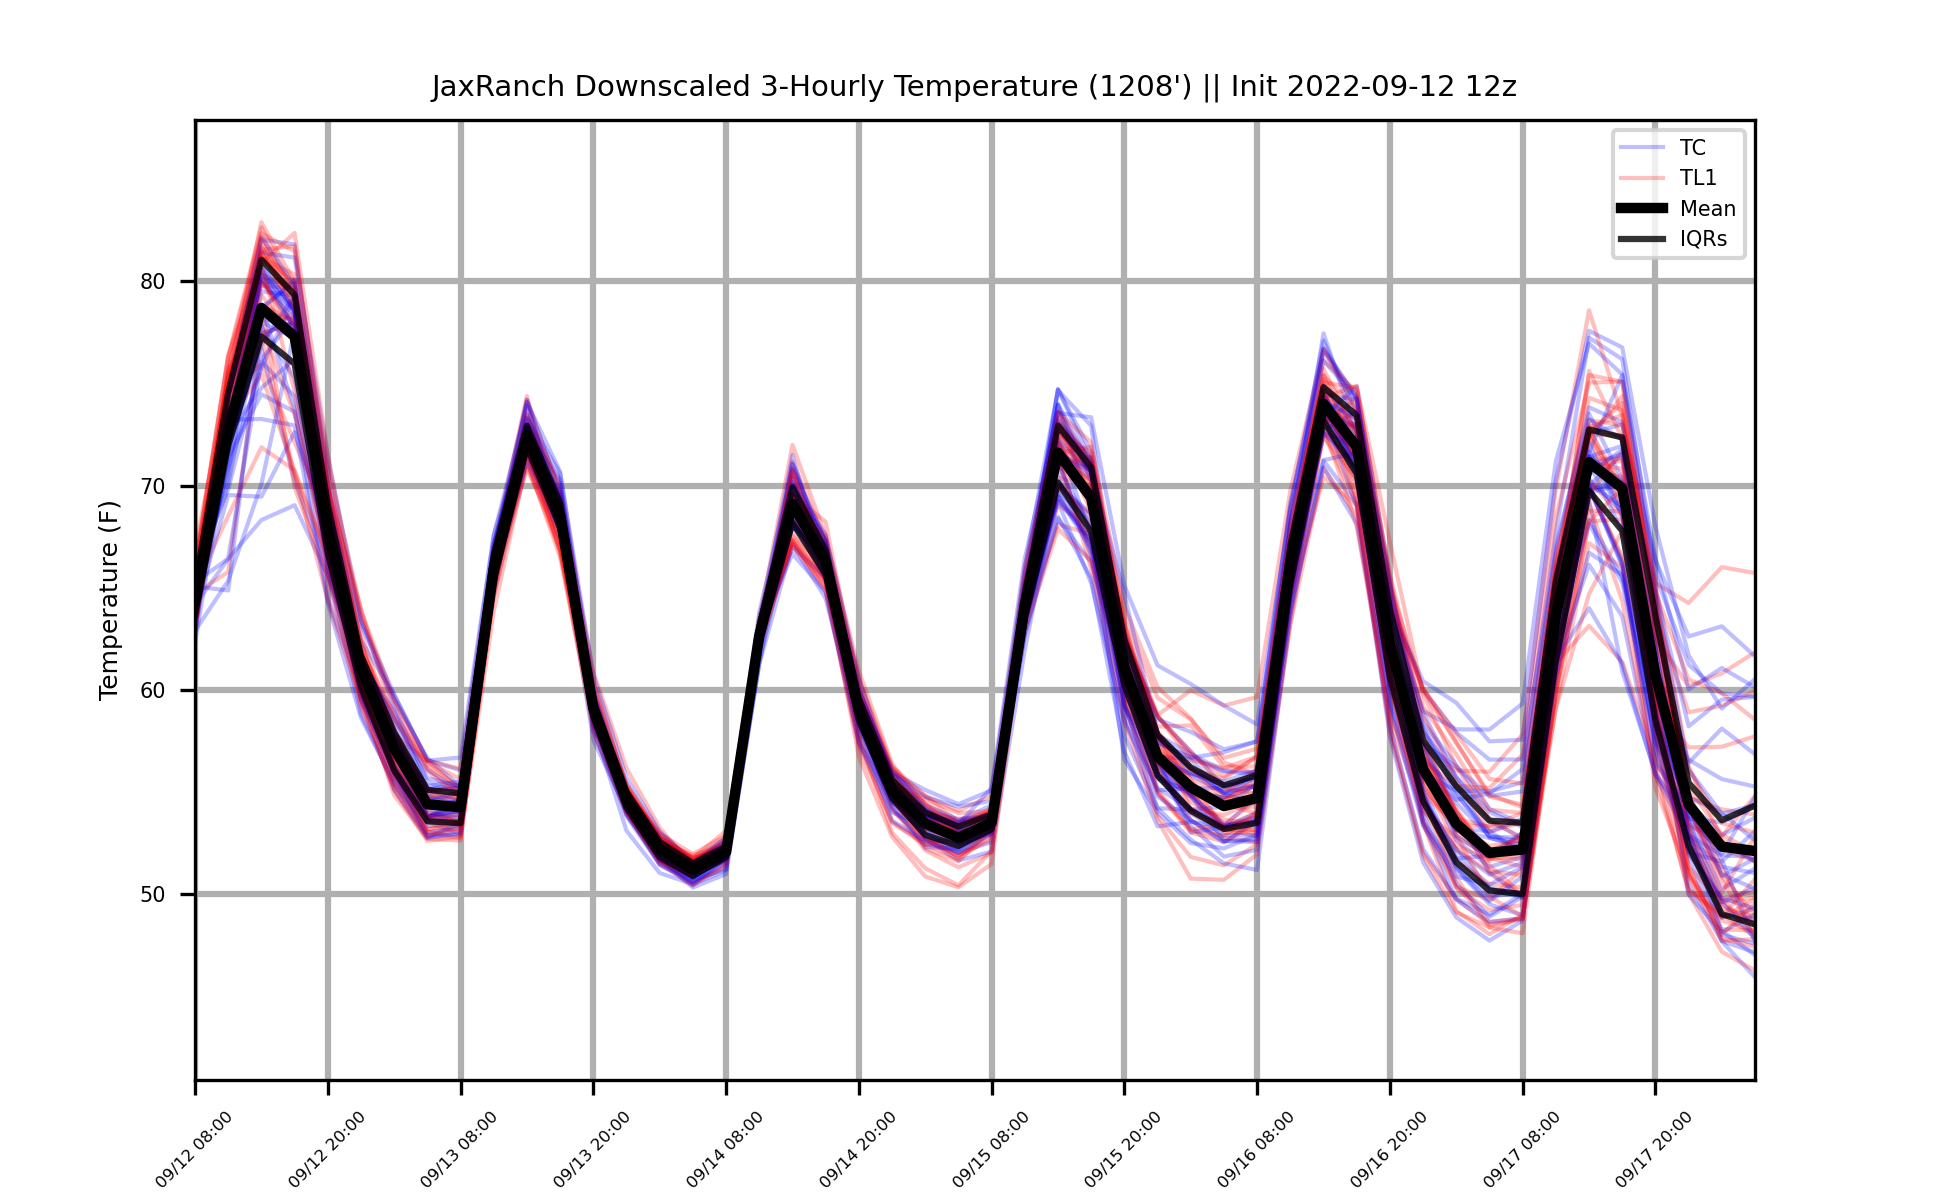 JaxRanch Downscaled 3-Hourly Temperature (1208') || Init 2022-09-12 12z
TC
TL1
Mean
IQRs
Temperature (F)
80
70
60
50
09/12 08:00
09/12 20:00
09/13 08:00
09/13 20:00
09/14 08:00
09/14 20:00
09/15 08:00
09/15 20:00
09/16 08:00
09/16 20:00
09/17 08:00
09/17 20:00